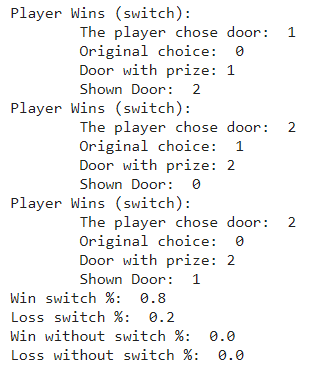 Player Wins (switch):
The player chose door:  1
Original choice:  0
Door with prize: 1
Shown Door:  2
Player Wins (switch):
The player chose door:  2
Original choice:  1
Door with prize: 2
Shown Door:  0
Player Wins (switch):
The player chose door:  2
Original choice:  0
Door with prize: 2
Shown Door:  1
Win switch %:  0.8
Loss switch %:  0.2
Win without switch %:  0.0
Loss without switch %:  0.0